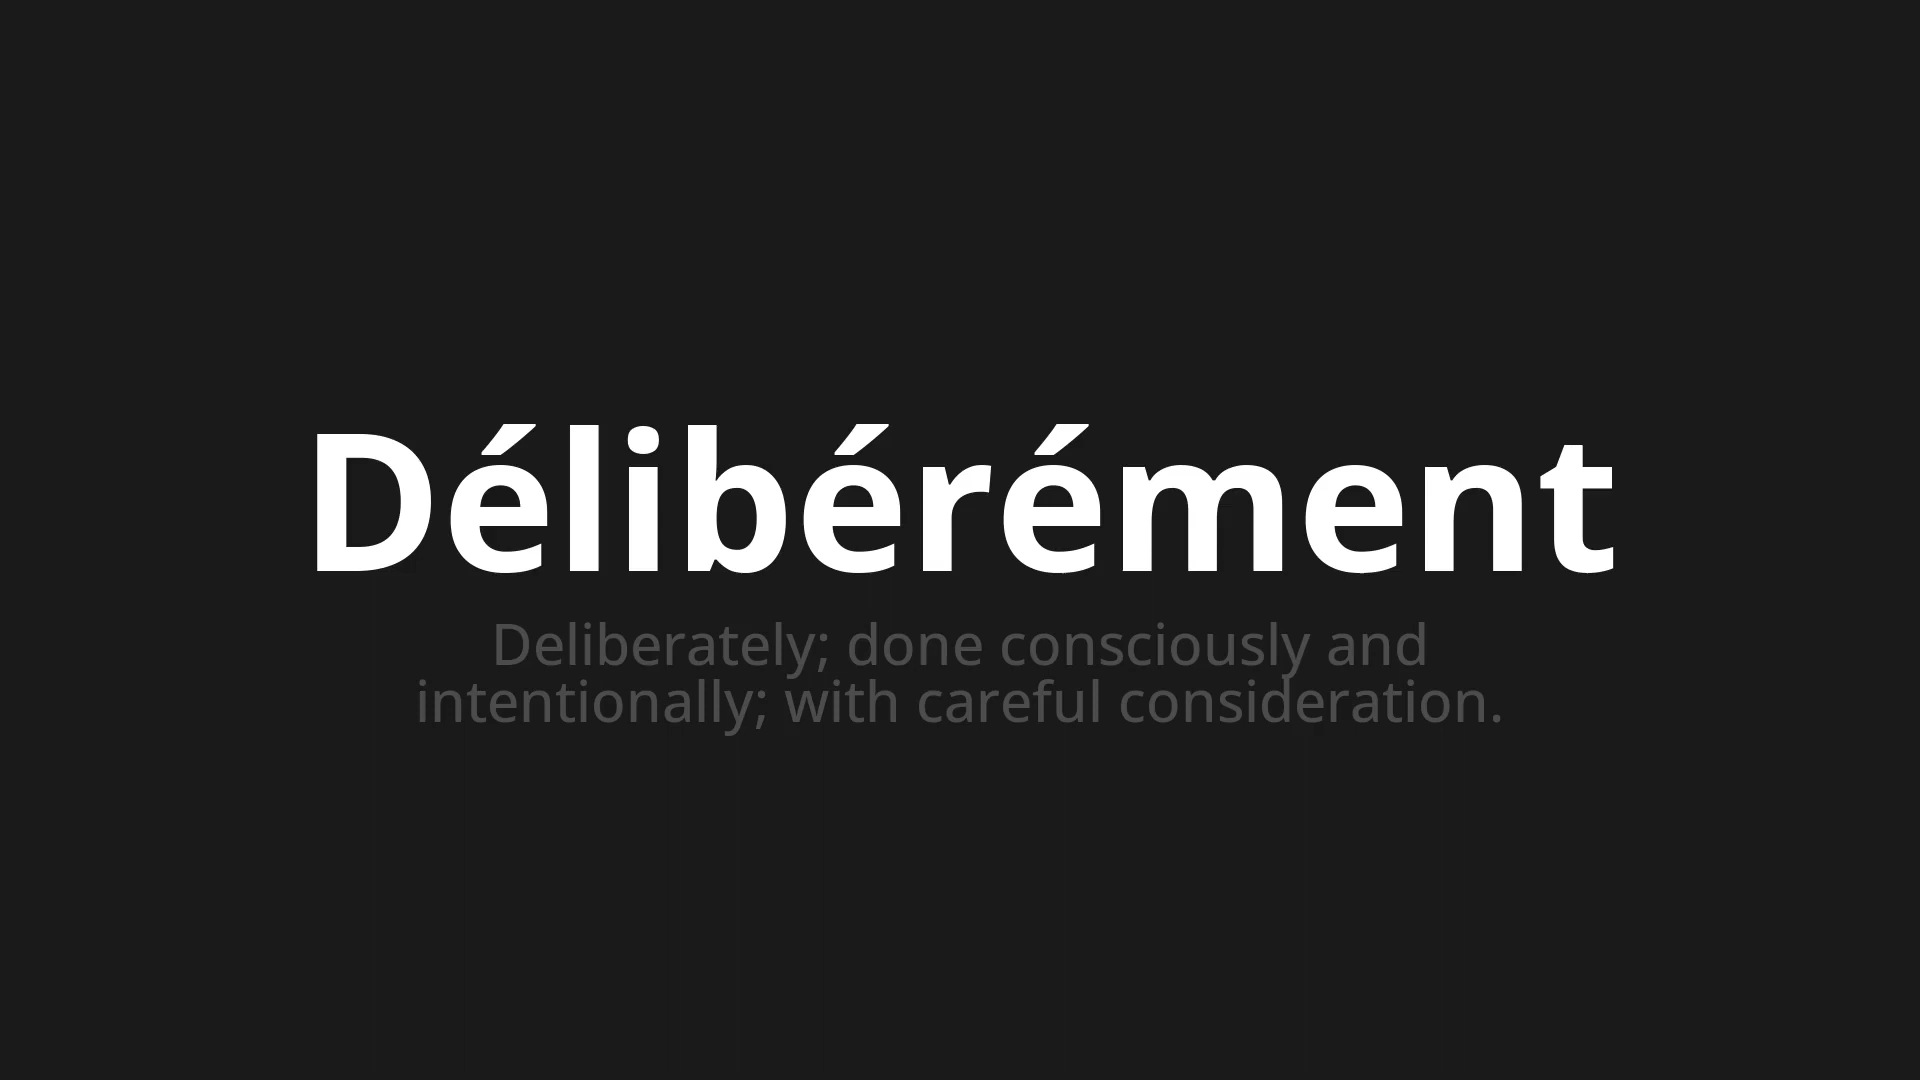 Délibérément
Deliberately; done consciously and
intentionally; with careful consideration.